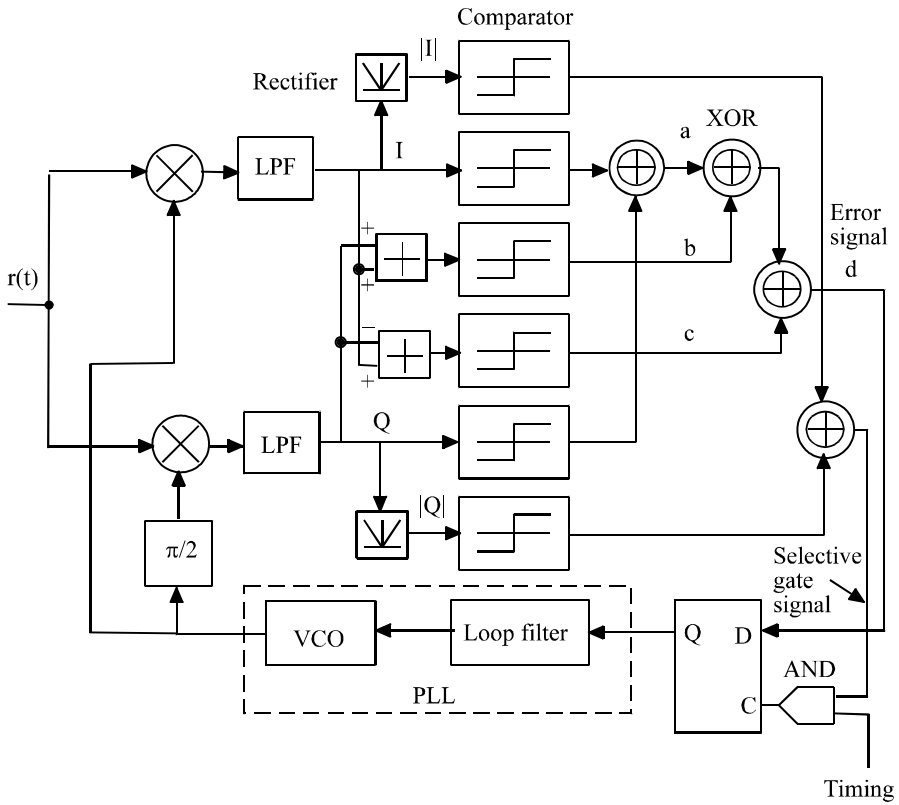 Comparator
|I|
Rectifier
XOR
a
I
LPF
+
Error
signal
b
d
r(t)
+
−
c
+
Q
LPF
|Q|
π/2
Selective
gate
signal
VCO
Loop filter
Q
D
AND
PLL
C
Timing